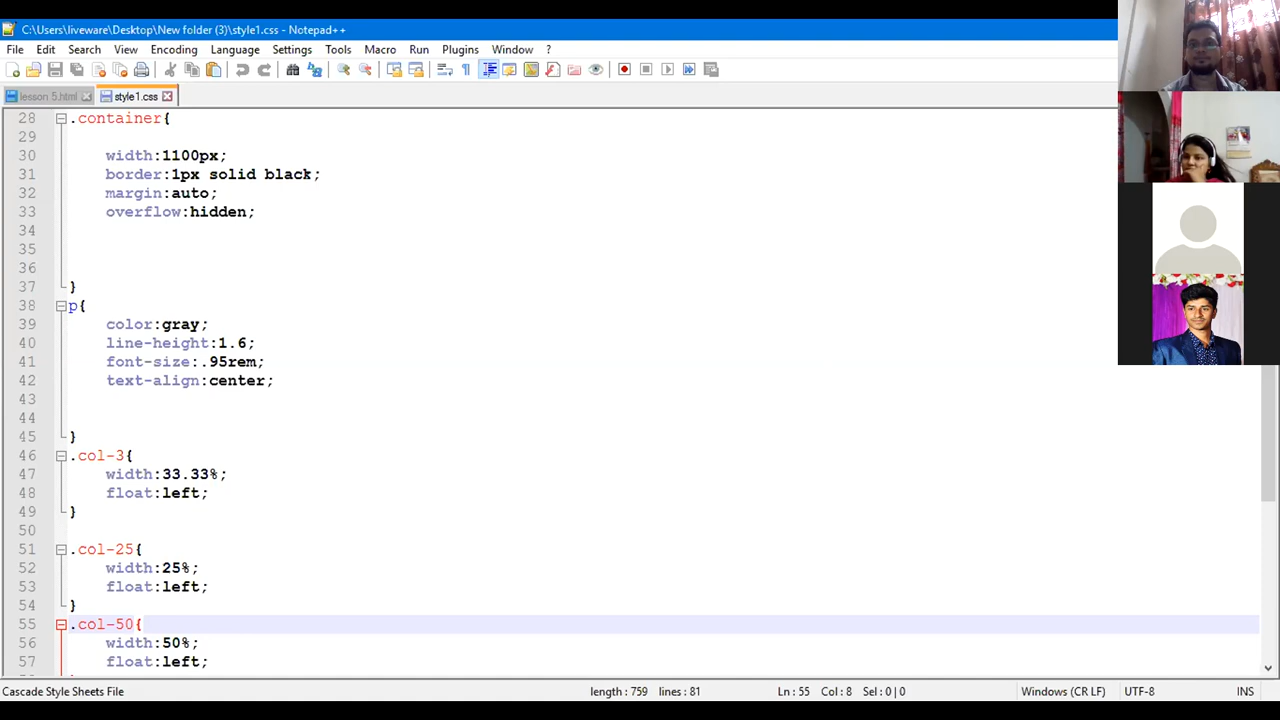 C:\Users\liveware\Desktop\New folder (3)\style1.css - Notepad++
File Edit Search View Encoding Language Settings Tools Macro Run Plugins Window ?
lesson 5.html style1.css
28 .container{
29
30 width:1100px;
31 border:1px solid black;
32 margin:auto;
33 overflow:hidden;
34
35
36
37 }
38 p{
39 color:gray;
40 line-height:1.6;
41 font-size:.95rem;
42 text-align:center;
43
44
45 }
46 .col-3{
47 width:33.33%;
48 float:left;
49 }
50
51 .col-25{
52 width:25%;
53 float:left;
54 }
55 .col-50{
56 width:50%;
57 float:left;
Cascade Style Sheets File length : 759 lines : 81 Ln : 55 Col : 8 Sel : 0 | 0 Windows (CR LF) UTF-8 INS